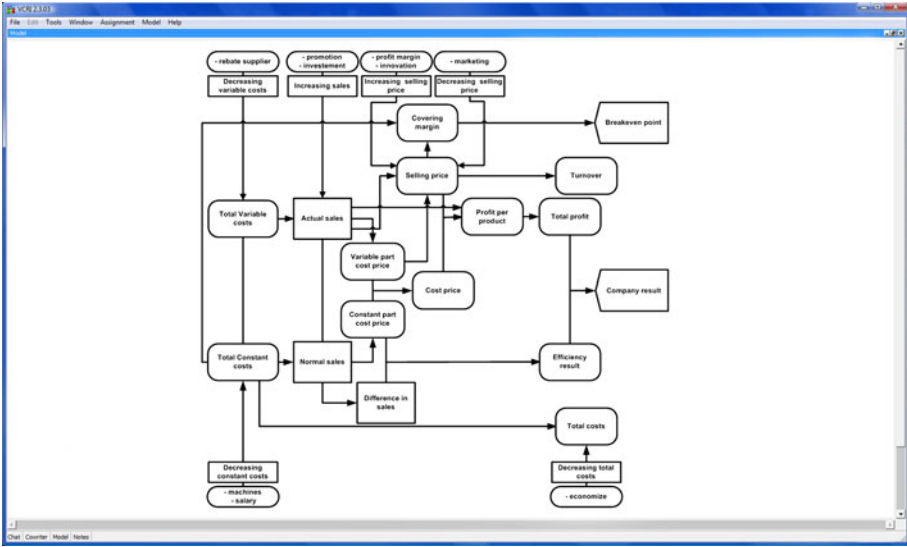 VCRI 2.3.03
File Edit Tools Window Assignment Model Help
Model
- rebate supplier
- promotion
- investement
- profit margin
- innovation
- marketing
Decreasing
variable costs
Increasing sales
Increasing selling
price
Decreasing selling
price
Covering
margin
Breakeven point
Selling price
Turnover
Total Variable
costs
Actual sales
Profit per
product
Total profit
Variable part
cost price
Cost price
Company result
Constant part
cost price
Total Constant
costs
Normal sales
Efficiency
result
Difference in
sales
Total costs
Decreasing
constant costs
Decreasing total
costs
- machines
- salary
- economize
Chat Cowriter Model Notes